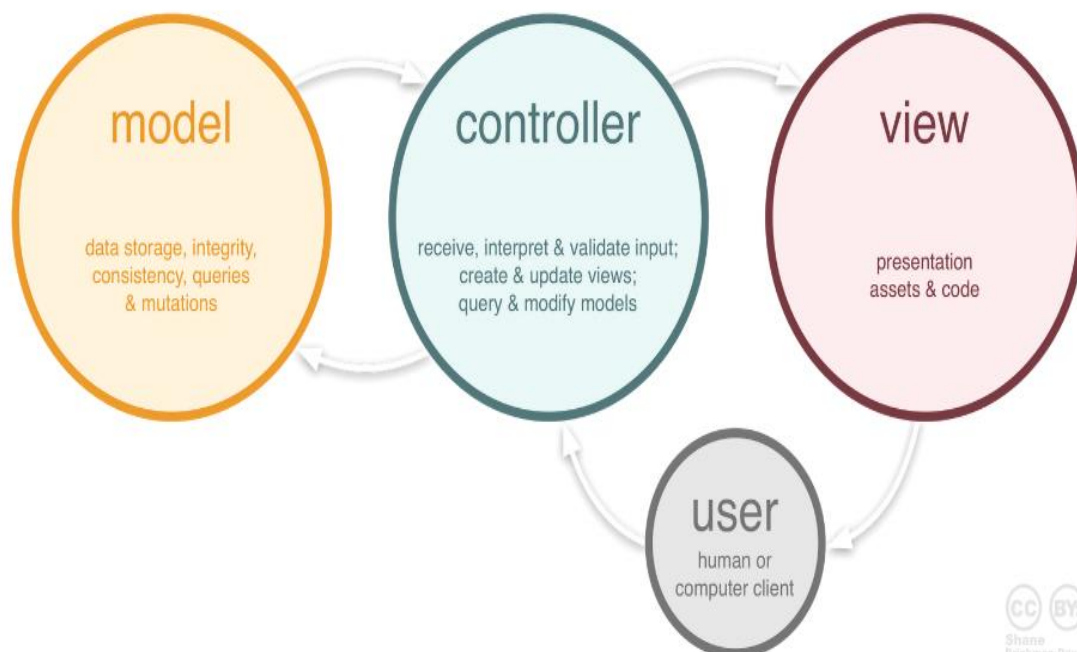 model
data storage, integrity,
consistency, queries
& mutations
controller
receive, interpret & validate input;
create & update views;
query & modify models
view
presentation
assets & code
user
human or
computer client
CC BY
Shane